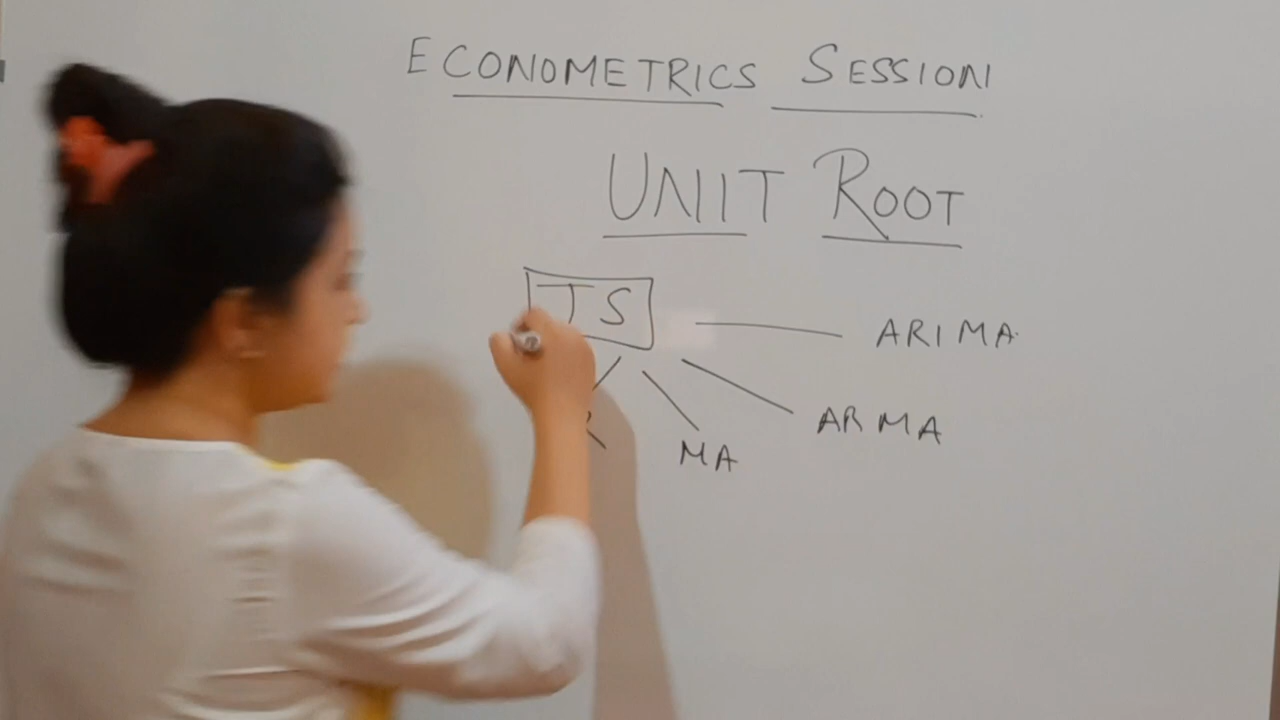 ECONOMETRICS SESSION
UNIT ROOT
TS
ARIMA
ARMA
MA